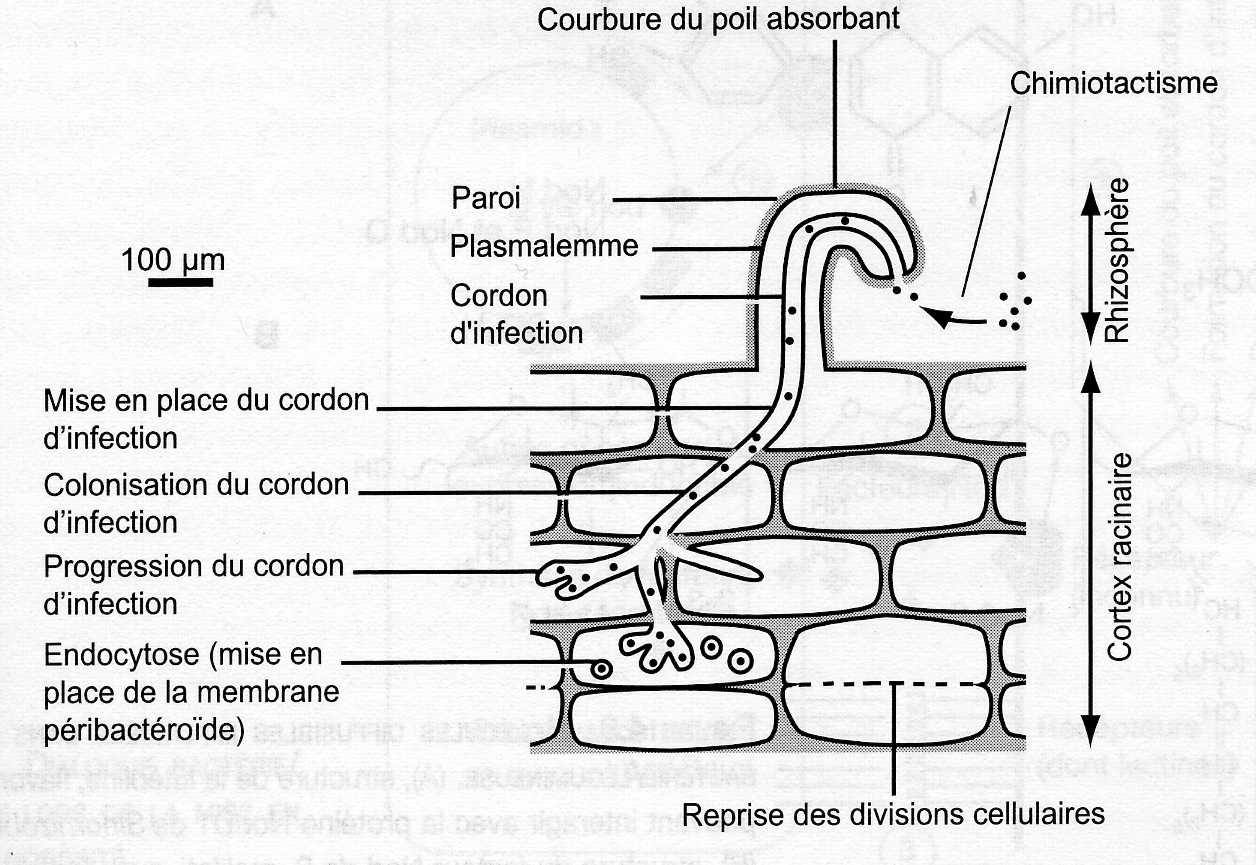 Courbure du poil absorbant
Chimiotactisme
Paroi
Plasmalemme
100 µm
Cordon
d'infection
Rhizosphère
Mise en place du cordon
d'infection
Colonisation du cordon
d'infection
Progression du cordon
d'infection
Cortex racinaire
Endocytose (mise en
place de la membrane
péribactéroïde)
Reprise des divisions cellulaires